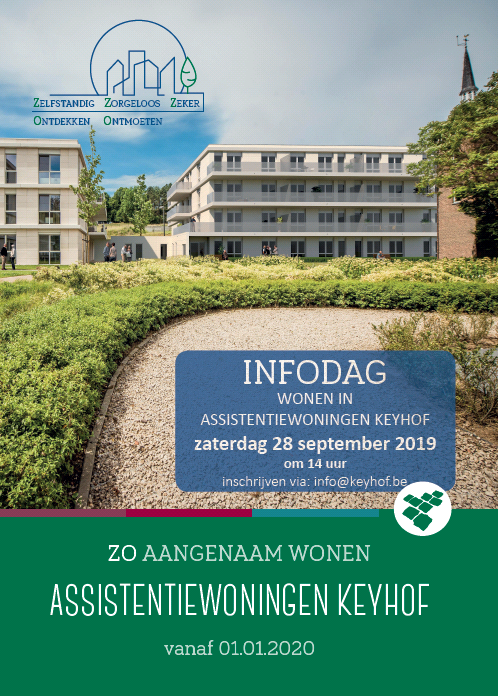 ZELFSTANDIG ZORGELOOS ZEKER
ONTDEKKEN ONTMOETEN
INFODAG
WONEN IN
ASSISTENTIEWONINGEN KEYHOF
zaterdag 28 september 2019
om 14 uur
inschrijven via: info@keyhof.be
ZO AANGENAAM WONEN
ASSISTENTIEWONINGEN KEYHOF
vanaf 01.01.2020